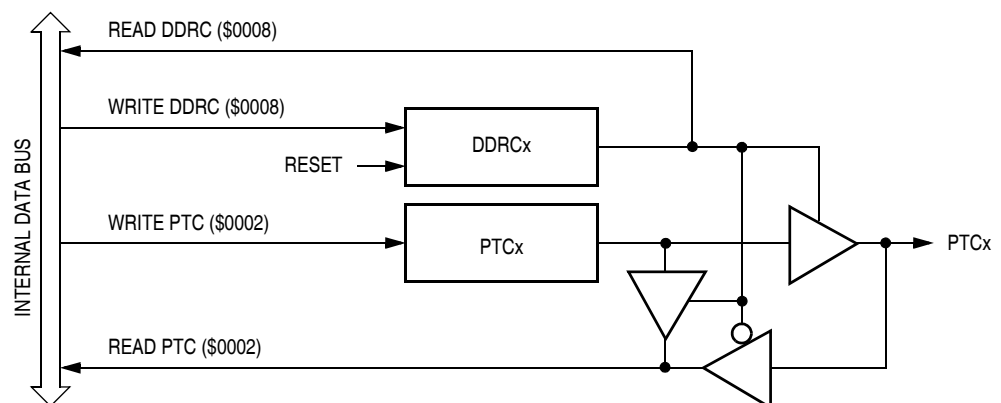 READ DDRC ($0008)
WRITE DDRC ($0008)
DDRCx
RESET
INTERNAL DATA BUS
WRITE PTC ($0002)
PTCx
PTCx
READ PTC ($0002)